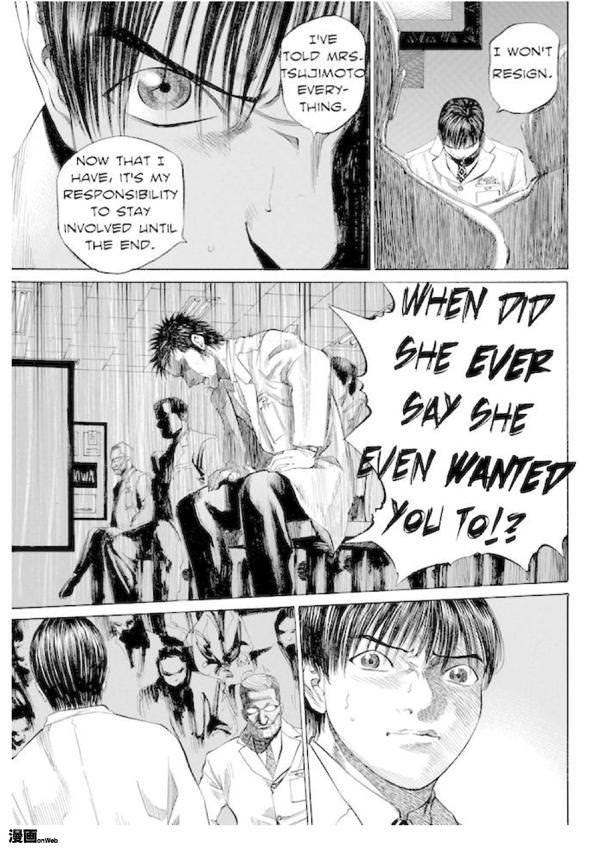 I WON'T
RESIGN.
I'VE
TOLD MRS.
TSUJIMOTO
EVERY-
THING.
NOW THAT I
HAVE, IT'S MY
RESPONSIBILITY
TO STAY
INVOLVED UNTIL
THE END.
WHEN DID
SHE EVER
SAY SHE
EVEN WANTED
YOU TO!?
漫画onWeb